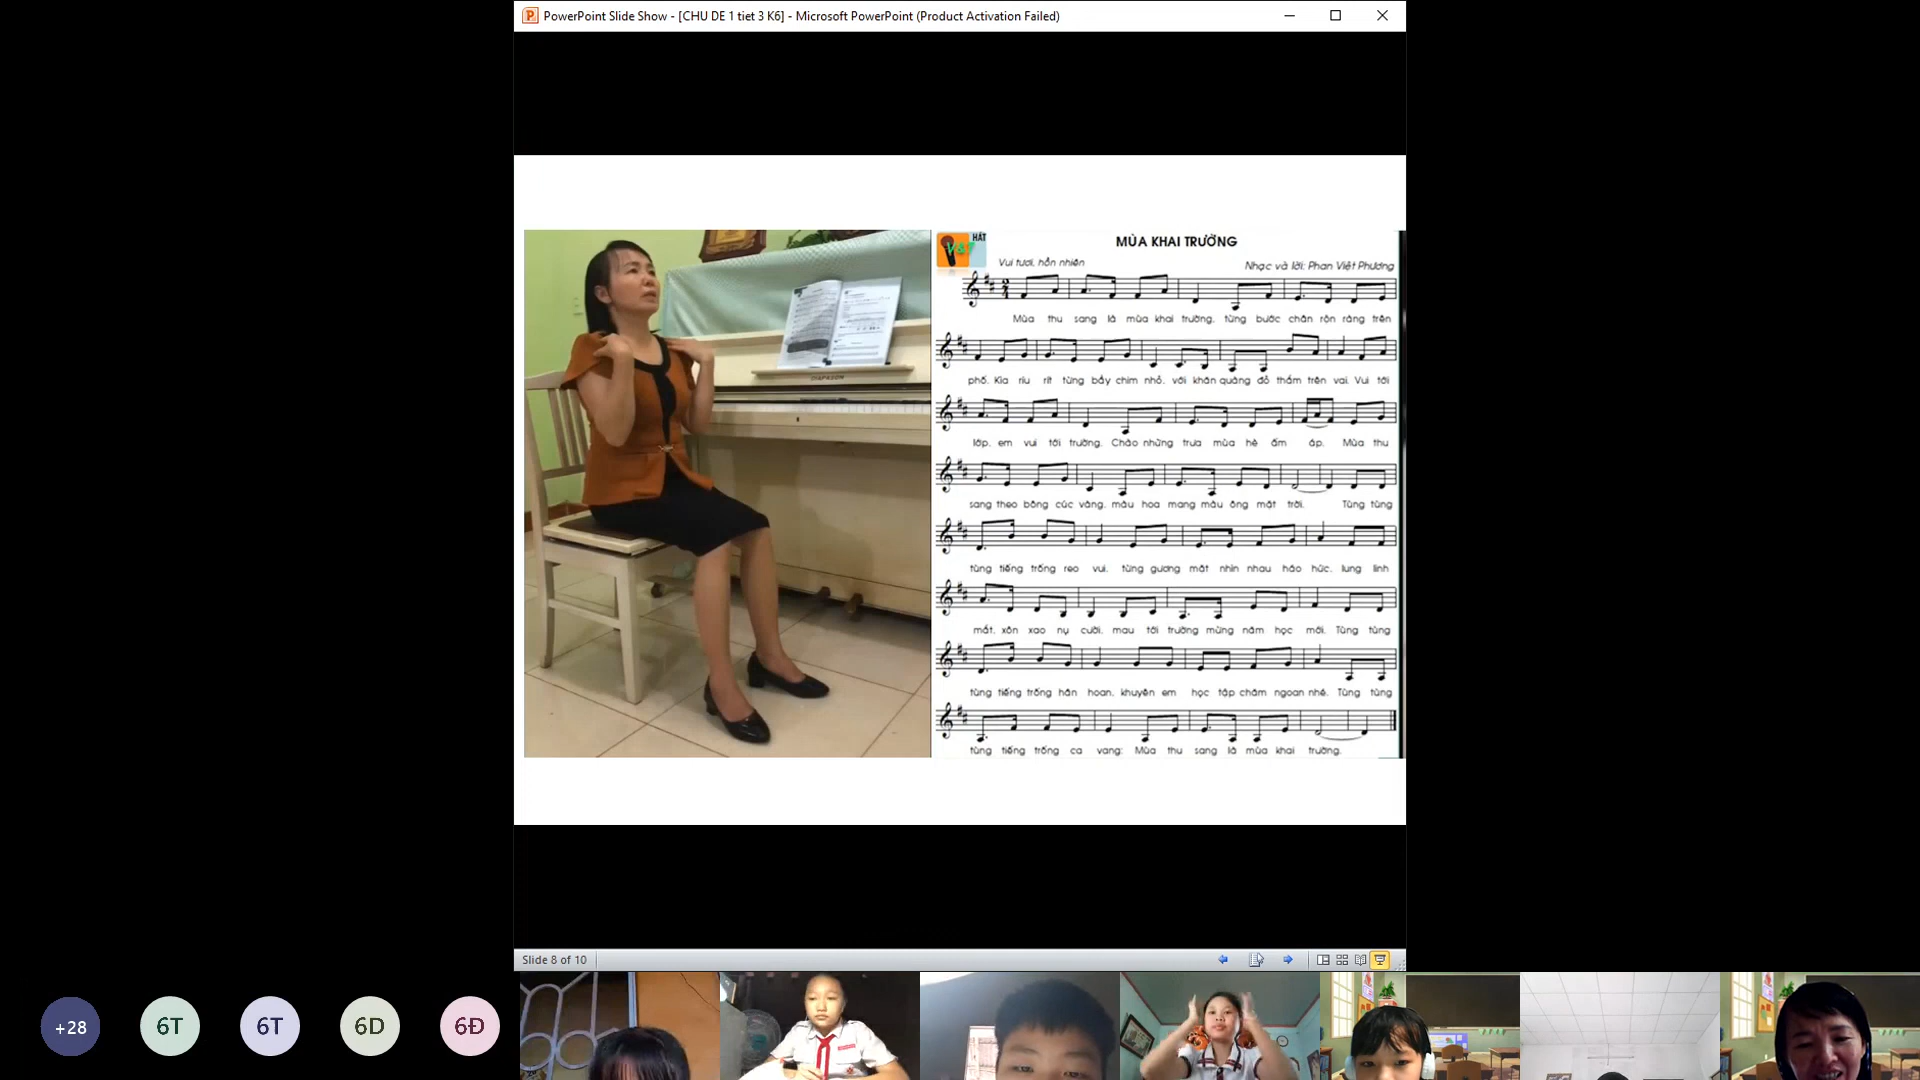 PowerPoint Slide Show - [CHU DE 1 tiet 3 K6] - Microsoft PowerPoint (Product Activation Failed)
HÁT
V&T
MÙA KHAI TRƯỜNG
Vui tươi, hồn nhiên
Nhạc và lời: Phan Việt Phương
Mùa thu sang là mùa khai trường, từng bước chân rộn ràng trên
phố. Kìa ríu rít từng bầy chim nhỏ, với khăn quàng đỏ thắm trên vai. Vui tới
lớp, em vui tới trường. Chào những trưa mùa hè ấm áp. Mùa thu
sang theo bông cúc vàng, màu hoa mang màu ông mặt trời. Tùng tùng
tùng tiếng trống reo vui, từng gương mặt nhìn nhau háo hức, lung linh
mắt, xôn xao nụ cười, mau tới trường mừng năm học mới. Tùng tùng
tùng tiếng trống hân hoan, khuyên em học tập chăm ngoan nhé. Tùng tùng
tùng tiếng trống ca vang: Mùa thu sang là mùa khai trường.
DIAPASON
Slide 8 of 10
+28
6T
6T
6D
6Đ